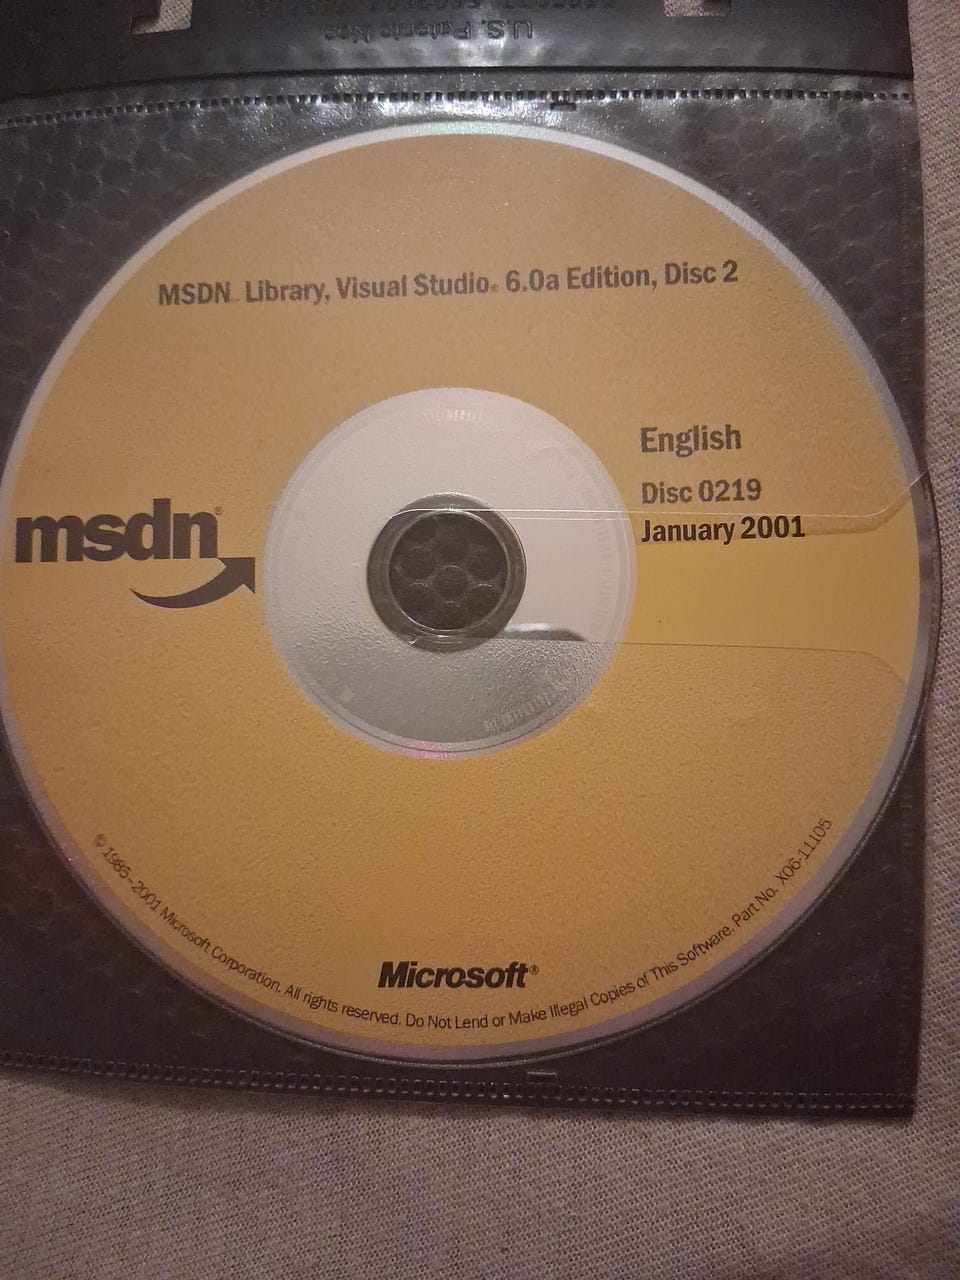 U.S. Patents Nos
MSDN™ Library, Visual Studio® 6.0a Edition, Disc 2
English
Disc 0219
January 2001
msdn®
Microsoft®
© 1985-2001 Microsoft Corporation. All rights reserved. Do Not Lend or Make Illegal Copies of This Software. Part No. X06-11105